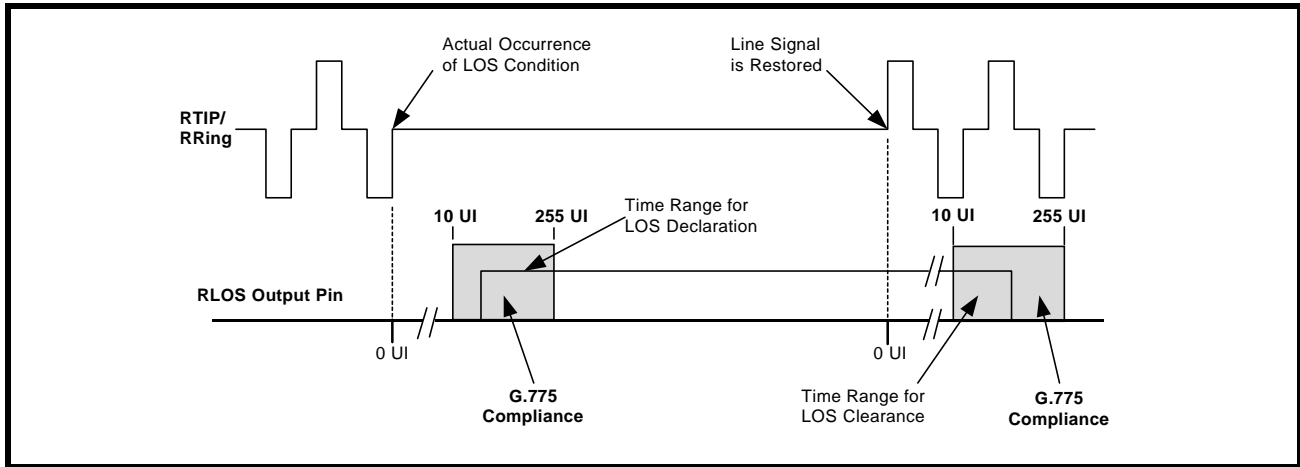 Actual Occurrence
of LOS Condition
Line Signal
is Restored
RTIP/
RRing
Time Range for
LOS Declaration
10 UI
255 UI
10 UI
255 UI
RLOS Output Pin
0 UI
0 UI
G.775
Compliance
Time Range for
LOS Clearance
G.775
Compliance